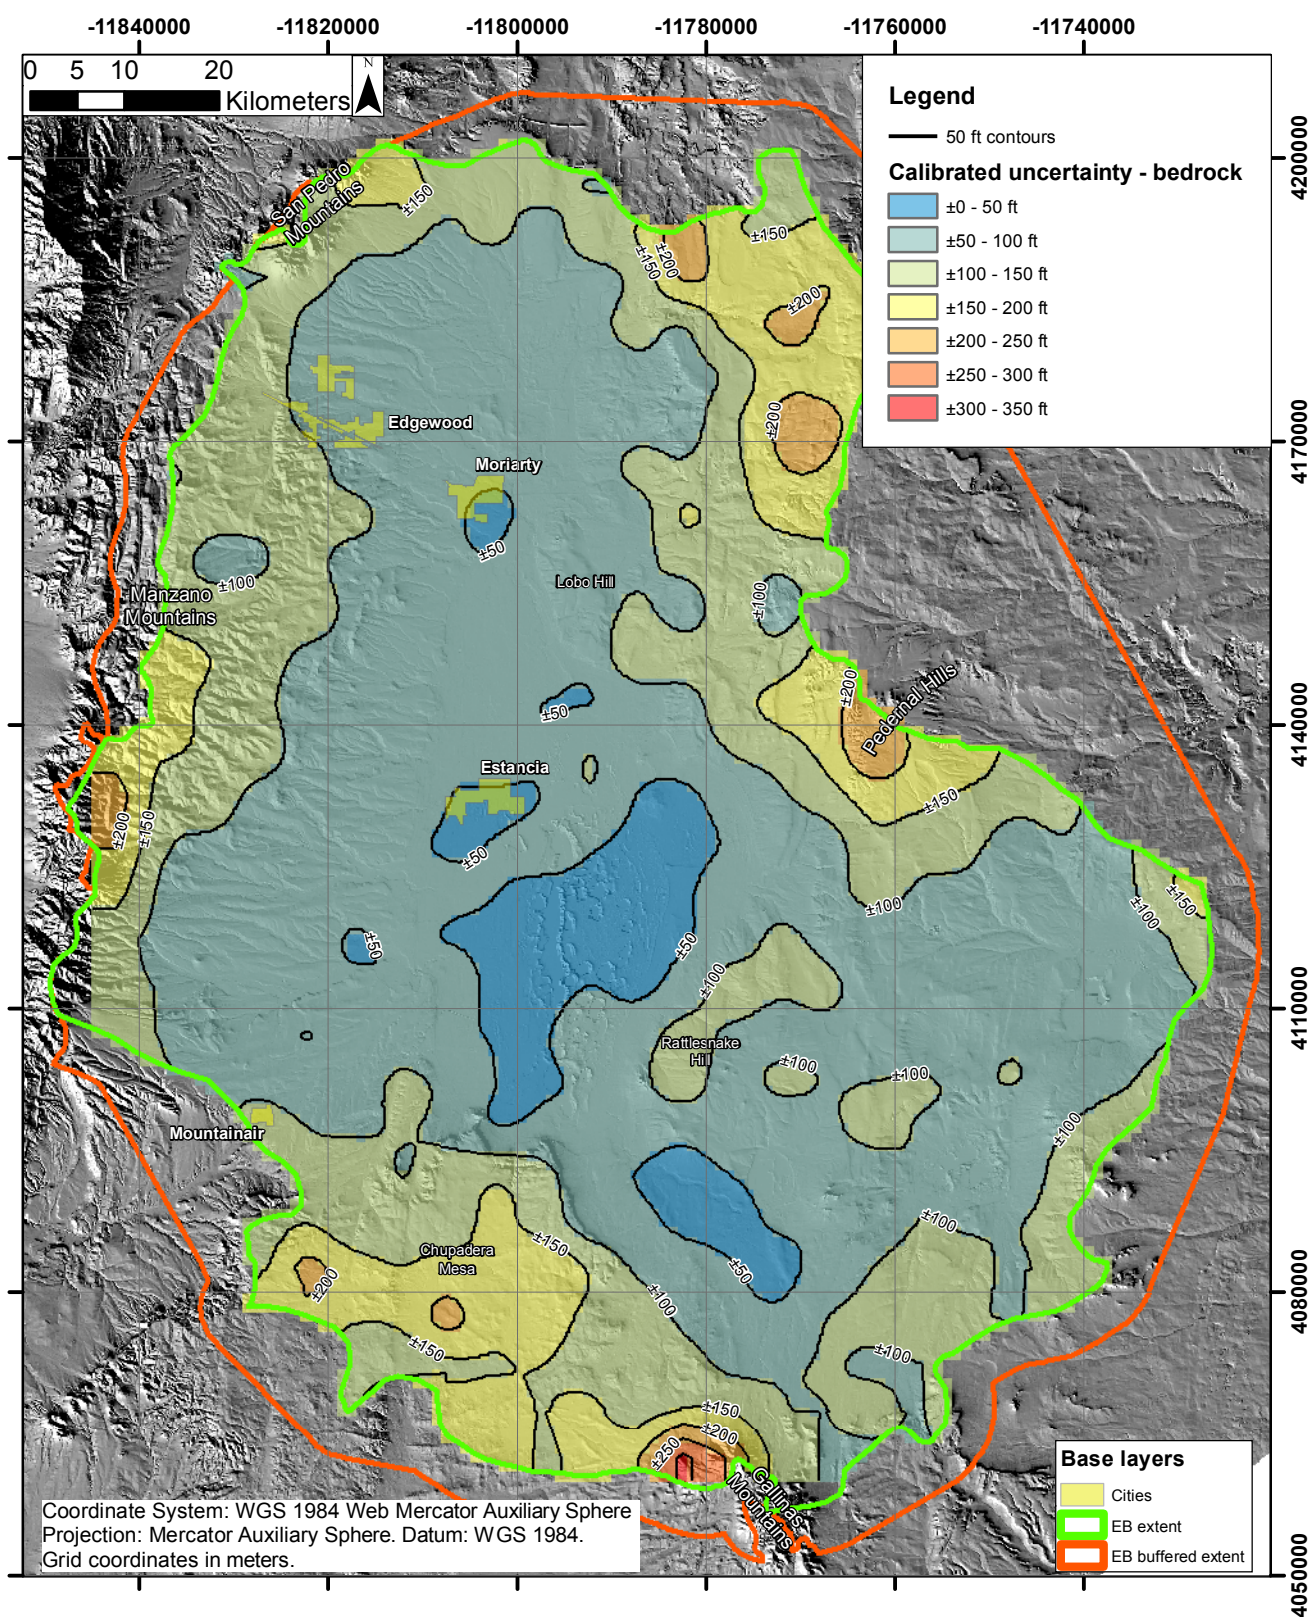 -11840000 -11820000 -11800000 -11780000 -11760000 -11740000
0 5 10 20
Kilometers
N
Legend
50 ft contours
Calibrated uncertainty - bedrock
±0 - 50 ft
±50 - 100 ft
±100 - 150 ft
±150 - 200 ft
±200 - 250 ft
±250 - 300 ft
±300 - 350 ft
4200000
4170000
4140000
4110000
4080000
4050000
San Pedro
Mountains
±150
±150
±200
±150
±200
±200
Edgewood
Moriarty
±50
Lobo Hill
±100
±100
Manzano
Mountains
±200
Pedernal Hills
±50
Estancia
±150
±200
±150
±50
±100
±100
±150
±50
±50
±100
Rattlesnake
Hill
±100
±100
±100
Mountainair
±150
±100
Chupadera
Mesa
±200
±50
±100
±150
±100
±150
±200
±250
Gallinas
Mountains
Base layers
Cities
EB extent
EB buffered extent
Coordinate System: WGS 1984 Web Mercator Auxiliary Sphere
Projection: Mercator Auxiliary Sphere. Datum: WGS 1984.
Grid coordinates in meters.